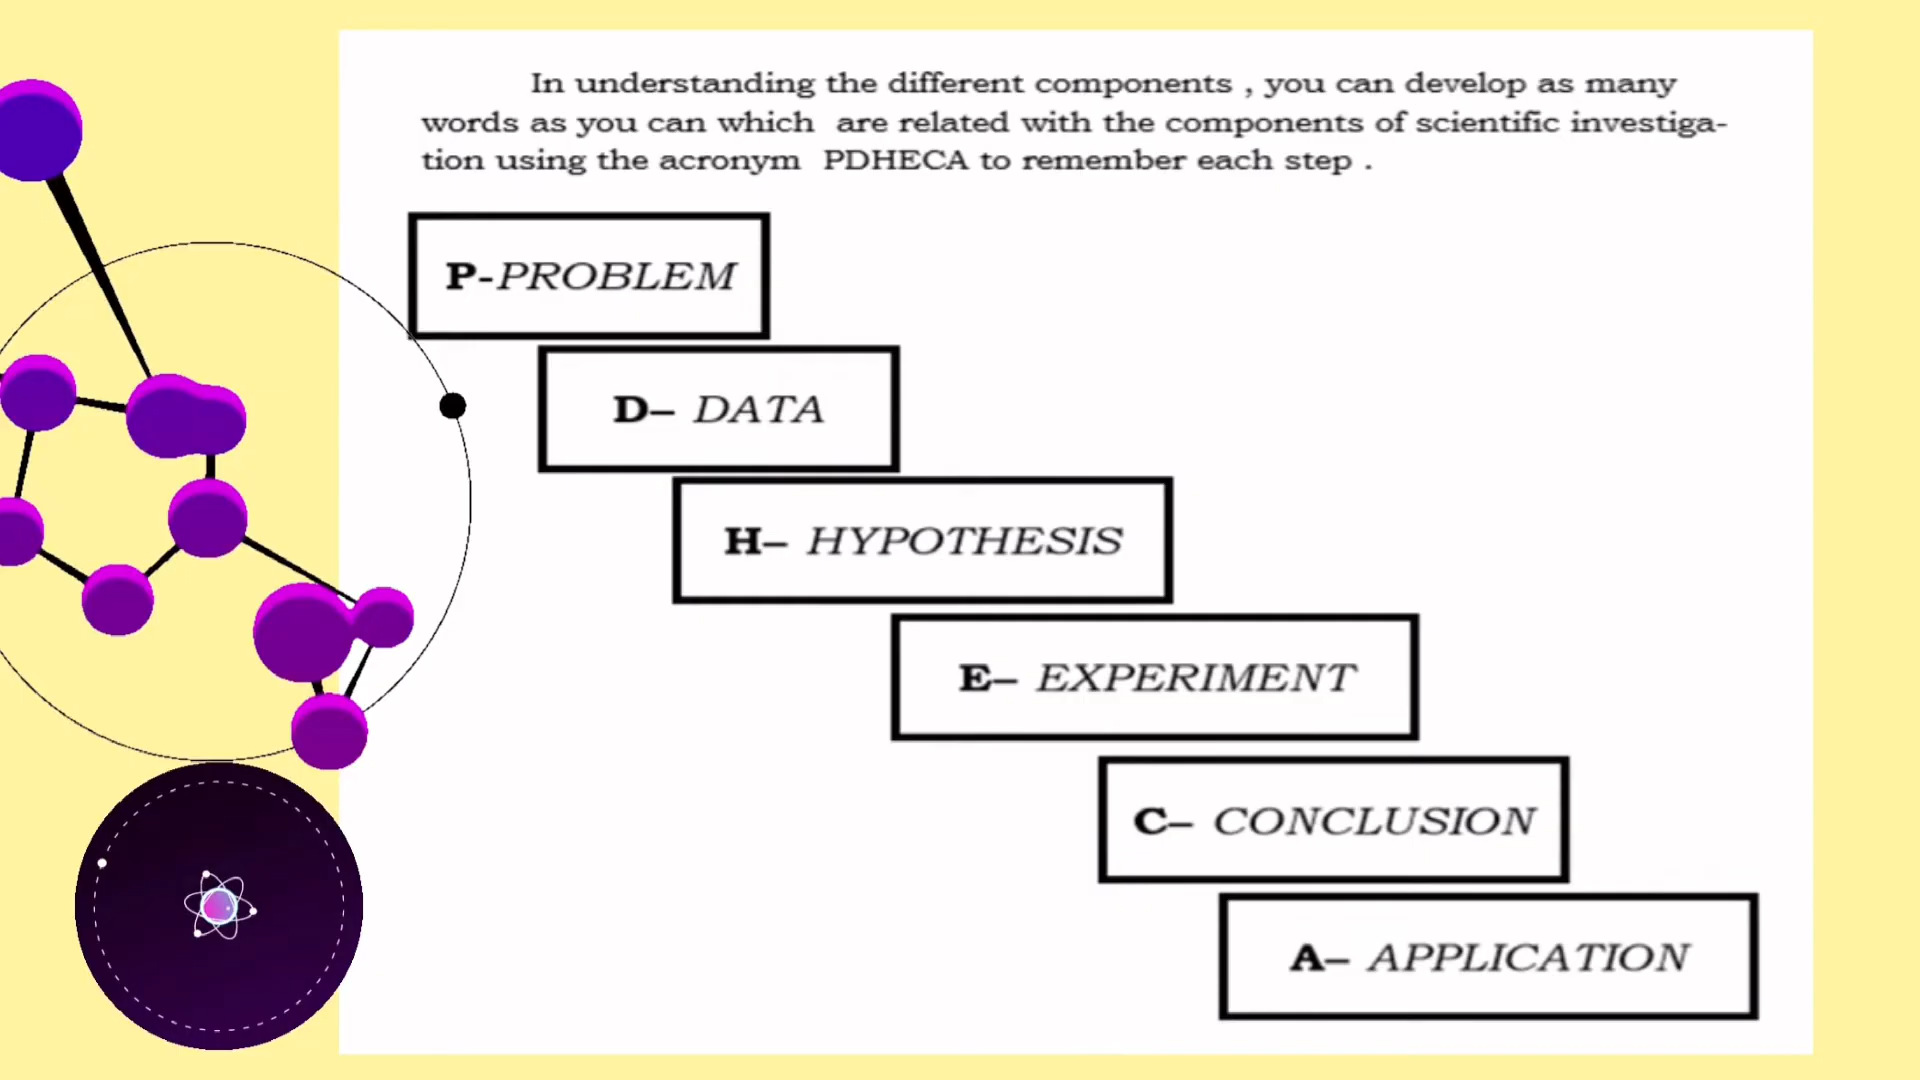 In understanding the different components , you can develop as many
words as you can which are related with the components of scientific investiga-
tion using the acronym PDHECA to remember each step .
P-PROBLEM
D– DATA
H– HYPOTHESIS
E– EXPERIMENT
C– CONCLUSION
A– APPLICATION